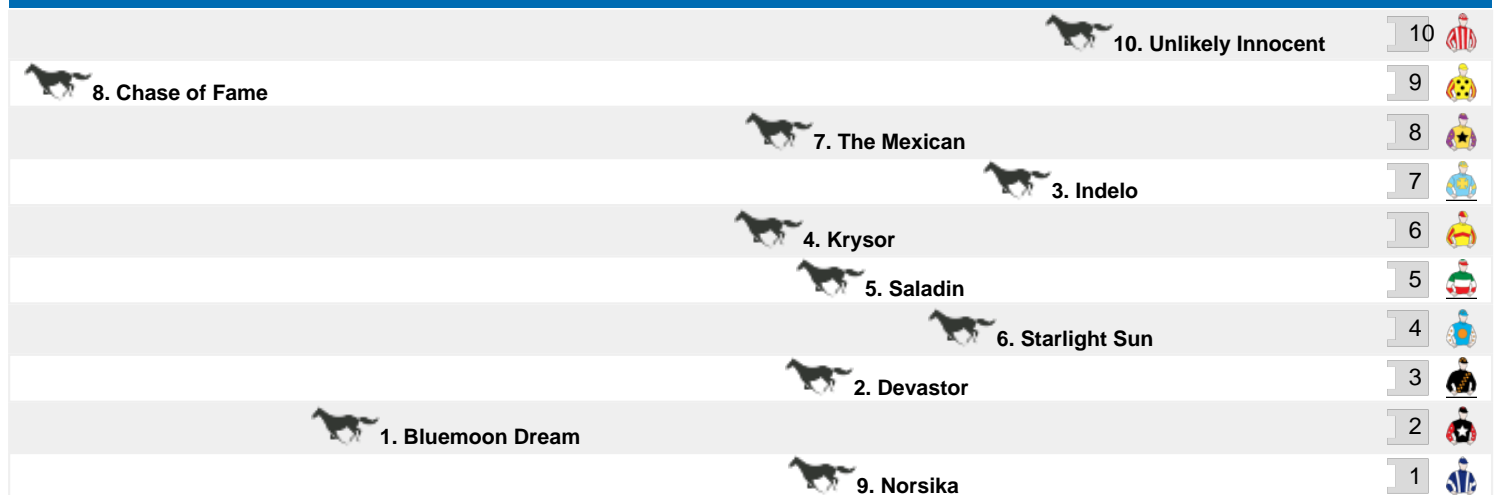 10. Unlikely Innocent 10
8. Chase of Fame 9
7. The Mexican 8
3. Indelo 7
4. Krysor 6
5. Saladin 5
6. Starlight Sun 4
2. Devastor 3
1. Bluemoon Dream 2
9. Norsika 1